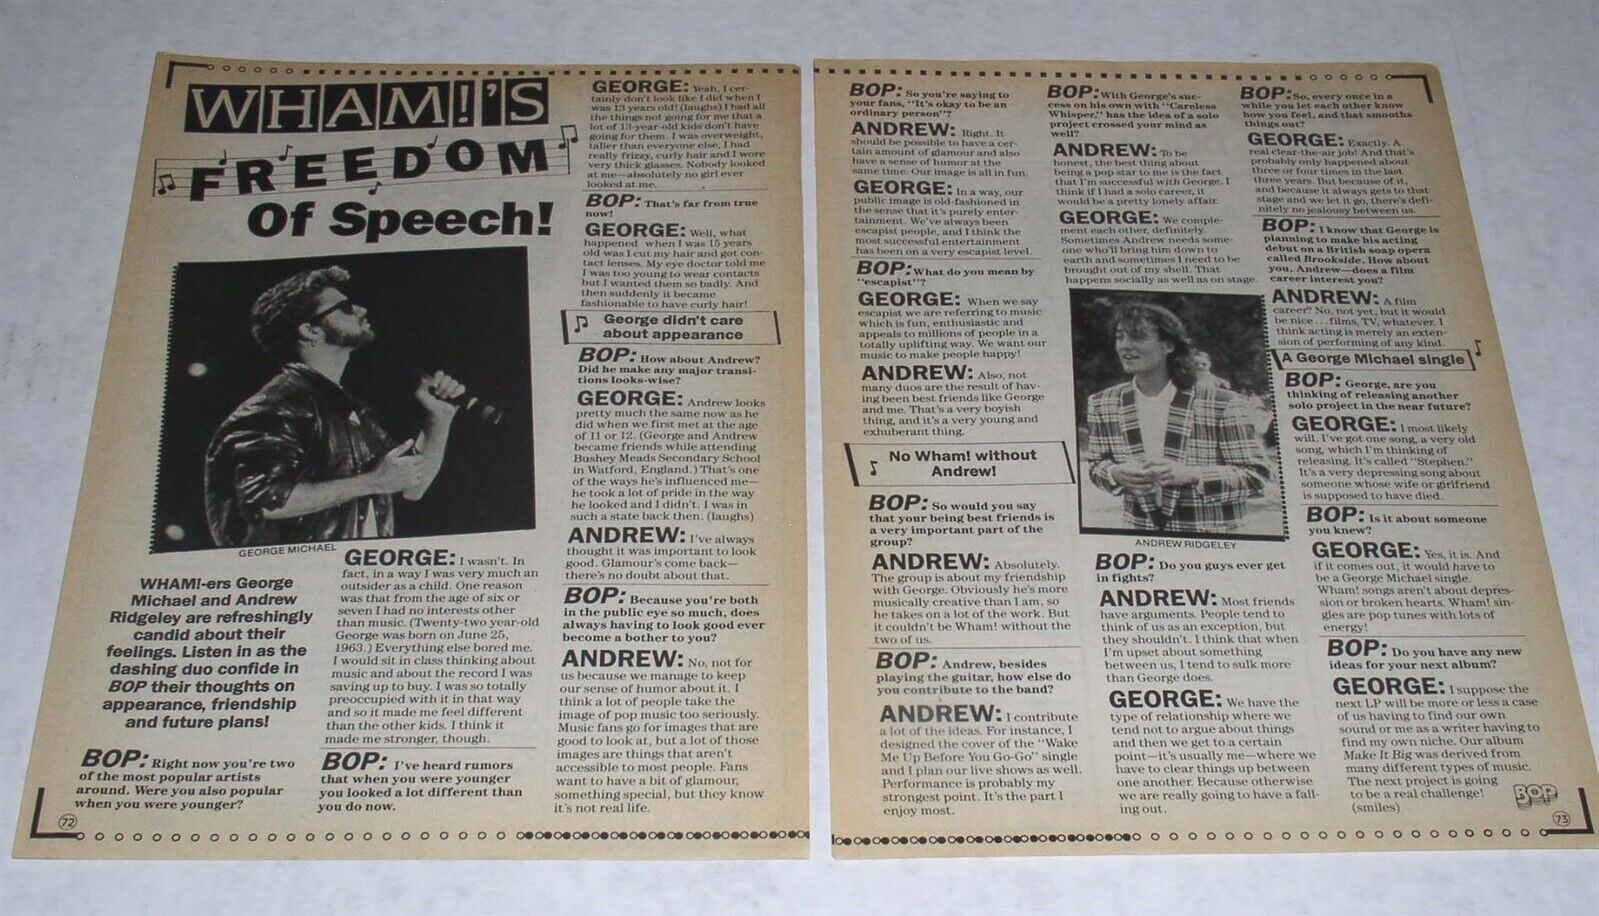 WHAM!'S
FREEDOM
Of Speech!
GEORGE MICHAEL
WHAM!-ers George
Michael and Andrew
Ridgeley are refreshingly
candid about their
feelings. Listen in as the
dashing duo confide in
BOP their thoughts on
appearance, friendship
and future plans!
BOP: Right now you're two
of the most popular artists
around. Were you also popular
when you were younger?
72
GEORGE: I wasn't. In
fact, in a way I was very much an
outsider as a child. One reason
was that from the age of six or
seven I had no interests other
than music. (Twenty-two year-old
George was born on June 25,
1963.) Everything else bored me.
I would sit in class thinking about
music and about the record I was
saving up to buy. I was so totally
preoccupied with it in that way
and so it made me feel different
than the other kids. I think it
made me stronger, though.
BOP: I've heard rumors
that when you were younger
you looked a lot different than
you do now.
GEORGE: Yeah, I cer-
tainly don't look like I did when I
was 13 years old! (laughs) I had all
the things not going for me that a
lot of 13-year-old kids don't have
going for them. I was overweight,
taller than everyone else, I had
really frizzy, curly hair and I wore
very thick glasses. Nobody looked
at me—absolutely no girl ever
looked at me.
BOP: That's far from true
now!
GEORGE: Well, what
happened when I was 15 years
old was I cut my hair and got con-
tact lenses. My eye doctor told me
I was too young to wear contacts
but I wanted them so badly. And
then suddenly it became
fashionable to have curly hair!
George didn't care
about appearance
BOP: How about Andrew?
Did he make any major transi-
tions looks-wise?
GEORGE: Andrew looks
pretty much the same now as he
did when we first met at the age
of 11 or 12. (George and Andrew
became friends while attending
Bushey Meads Secondary School
in Watford, England.) That's one
of the ways he's influenced me—
he took a lot of pride in the way
he looked and I didn't. I was in
such a state back then. (laughs)
ANDREW: I've always
thought it was important to look
good. Glamour's come back—
there's no doubt about that.
BOP: Because you're both
in the public eye so much, does
always having to look good ever
become a bother to you?
ANDREW: No, not for
us because we manage to keep
our sense of humor about it. I
think a lot of people take the
image of pop music too seriously.
Music fans go for images that are
good to look at, but a lot of those
images are things that aren't
accessible to most people. Fans
want to have a bit of glamour,
something special, but they know
it's not real life.
BOP: So you're saying to
your fans, "It's okay to be an
ordinary person"?
ANDREW: Right. It
should be possible to have a cer-
tain amount of glamour and also
have a sense of humor at the
same time. Our image is all in fun.
GEORGE: In a way, our
public image is old-fashioned in
the sense that it's purely enter-
tainment. We've always been
escapist people, and I think the
most successful entertainment
has been on a very escapist level.
BOP: What do you mean by
"escapist"?
GEORGE: When we say
escapist we are referring to music
which is fun, enthusiastic and
appeals to millions of people in a
totally uplifting way. We want our
music to make people happy!
ANDREW: Also, not
many duos are the result of hav-
ing been best friends like George
and me. That's a very boyish
thing, and it's a very young and
exhuberant thing.
No Wham! without
Andrew!
BOP: So would you say
that your being best friends is
a very important part of the
group?
ANDREW: Absolutely.
The group is about my friendship
with George. Obviously he's more
musically creative than I am, so
he takes on a lot of the work. But
it couldn't be Wham! without the
two of us.
BOP: Andrew, besides
playing the guitar, how else do
you contribute to the band?
ANDREW: I contribute
a lot of the ideas. For instance, I
designed the cover of the "Wake
Me Up Before You Go-Go" single
and I plan our live shows as well.
Performance is probably my
strongest point. It's the part I
enjoy most.
BOP: With George's suc-
cess on his own with "Careless
Whisper," has the idea of a solo
project crossed your mind as
well?
ANDREW: To be
honest, the best thing about
being a pop star to me is the fact
that I'm successful with George. I
think if I had a solo career, it
would be a pretty lonely affair.
GEORGE: We comple-
ment each other, definitely.
Sometimes Andrew needs some-
one who'll bring him down to
earth and sometimes I need to be
brought out of my shell. That
happens socially as well as on stage.
ANDREW RIDGELEY
BOP: Do you guys ever get
in fights?
ANDREW: Most friends
have arguments. People tend to
think of us as an exception, but
they shouldn't. I think that when
I'm upset about something
between us, I tend to sulk more
than George does.
GEORGE: We have the
type of relationship where we
tend not to argue about things
and then we get to a certain
point—it's usually me—where we
have to clear things up between
one another. Because otherwise
we are really going to have a fall-
ing out.
BOP: So, every once in a
while you let each other know
how you feel, and that smooths
things out?
GEORGE: Exactly. A
real clear-the-air job! And that's
probably only happened about
three or four times in the last
three years. But because of it,
and because it always gets to that
stage and we let it go, there's defi-
nitely no jealousy between us.
BOP: I know that George is
planning to make his acting
debut on a British soap opera
called Brookside. How about
you, Andrew—does a film
career interest you?
ANDREW: A film
career? No, not yet, but it would
be nice...films, TV, whatever. I
think acting is merely an exten-
sion of performing of any kind.
A George Michael single
BOP: George, are you
thinking of releasing another
solo project in the near future?
GEORGE: I most likely
will. I've got one song, a very old
song, which I'm thinking of
releasing. It's called "Stephen."
It's a very depressing song about
someone whose wife or girlfriend
is supposed to have died.
BOP: Is it about someone
you knew?
GEORGE: Yes, it is. And
if it comes out, it would have to
be a George Michael single.
Wham! songs aren't about depres-
sion or broken hearts. Wham! sin-
gles are pop tunes with lots of
energy!
BOP: Do you have any new
ideas for your next album?
GEORGE: I suppose the
next LP will be more or less a case
of us having to find our own
sound or me as a writer having to
find my own niche. Our album
Make It Big was derived from
many different types of music.
The next project is going
to be a real challenge!
(smiles)
BOP
73